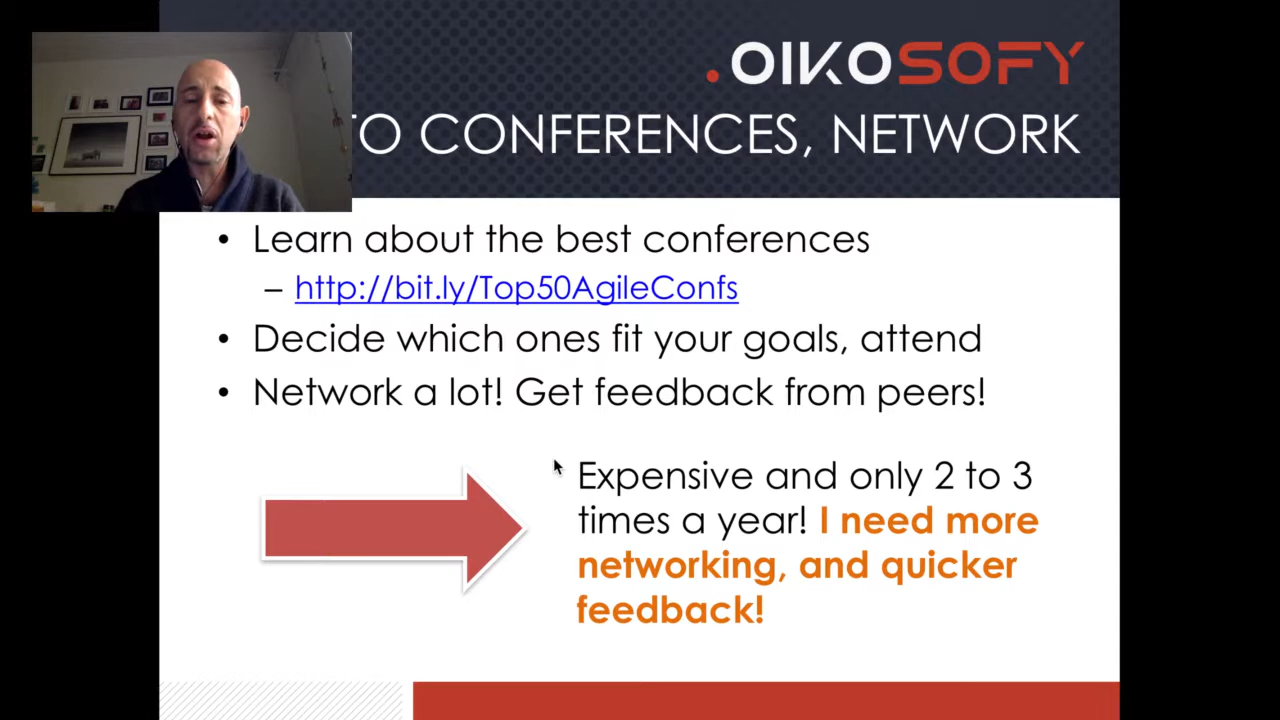 .OIKOSOFY
TO CONFERENCES, NETWORK
• Learn about the best conferences
– http://bit.ly/Top50AgileConfs
• Decide which ones fit your goals, attend
• Network a lot! Get feedback from peers!
Expensive and only 2 to 3
times a year! I need more
networking, and quicker
feedback!